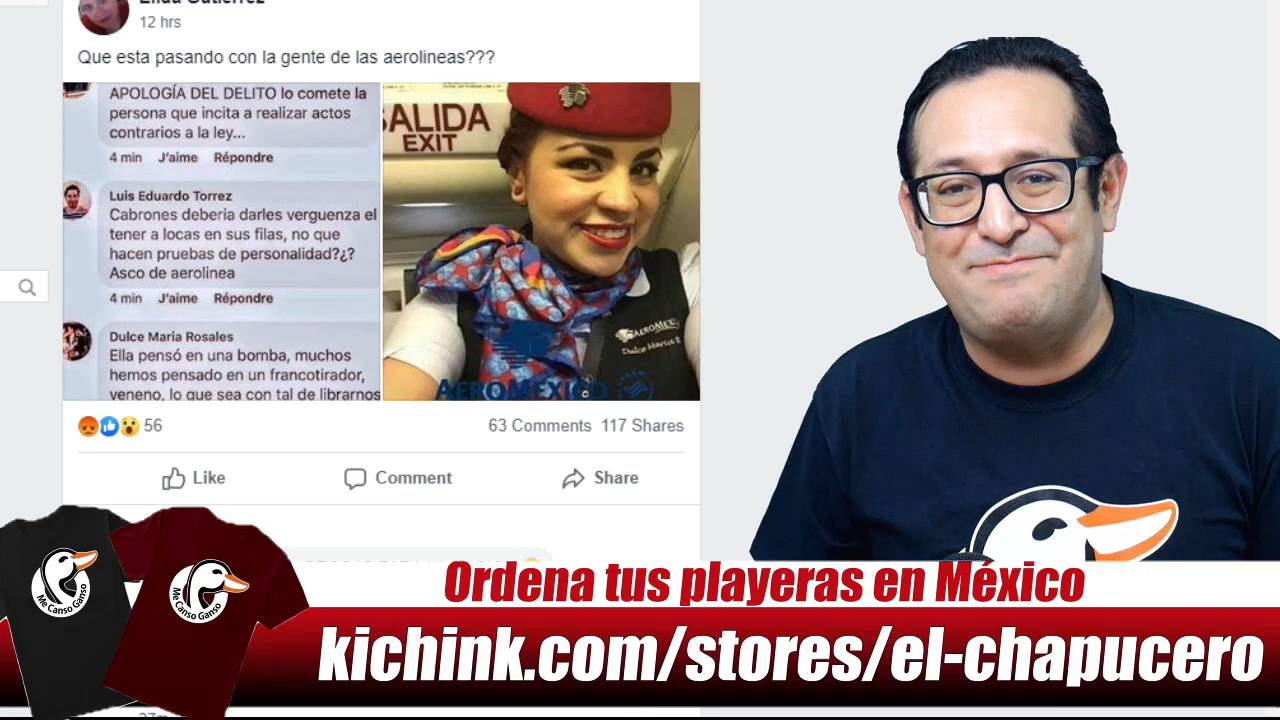 Elida Gutierrez
12 hrs
Que esta pasando con la gente de las aerolineas???
APOLOGÍA DEL DELITO lo comete la
persona que incita a realizar actos
contrarios a la ley...
4 min J'aime Répondre
Luis Eduardo Torrez
Cabrones deberia darles verguenza el
tener a locas en sus filas, no que
hacen pruebas de personalidad?¿?
Asco de aerolinea
4 min J'aime Répondre
Dulce Maria Rosales
Ella pensó en una bomba, muchos
hemos pensado en un francotirador,
veneno, lo que sea con tal de librarnos
SALIDA
EXIT
AEROMEXICO
Dulce Maria R
AEROMEXICO
56
63 Comments 117 Shares
Like Comment Share
Me Canso Ganso
Me Canso Ganso
Ordena tus playeras en México
kichink.com/stores/el-chapucero